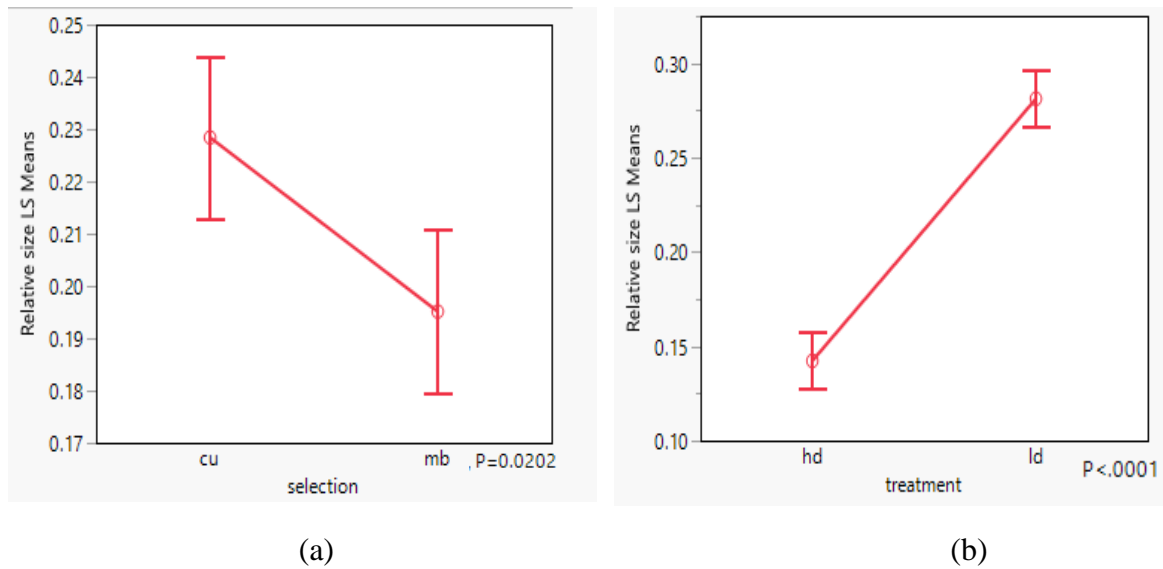 0.25
0.24
0.23
0.22
0.21
0.20
0.19
0.18
0.17
Relative size LS Means
cu
mb
, P=0.0202
selection
(a)
0.30
0.25
0.20
0.15
0.10
Relative size LS Means
hd
ld
P<.0001
treatment
(b)